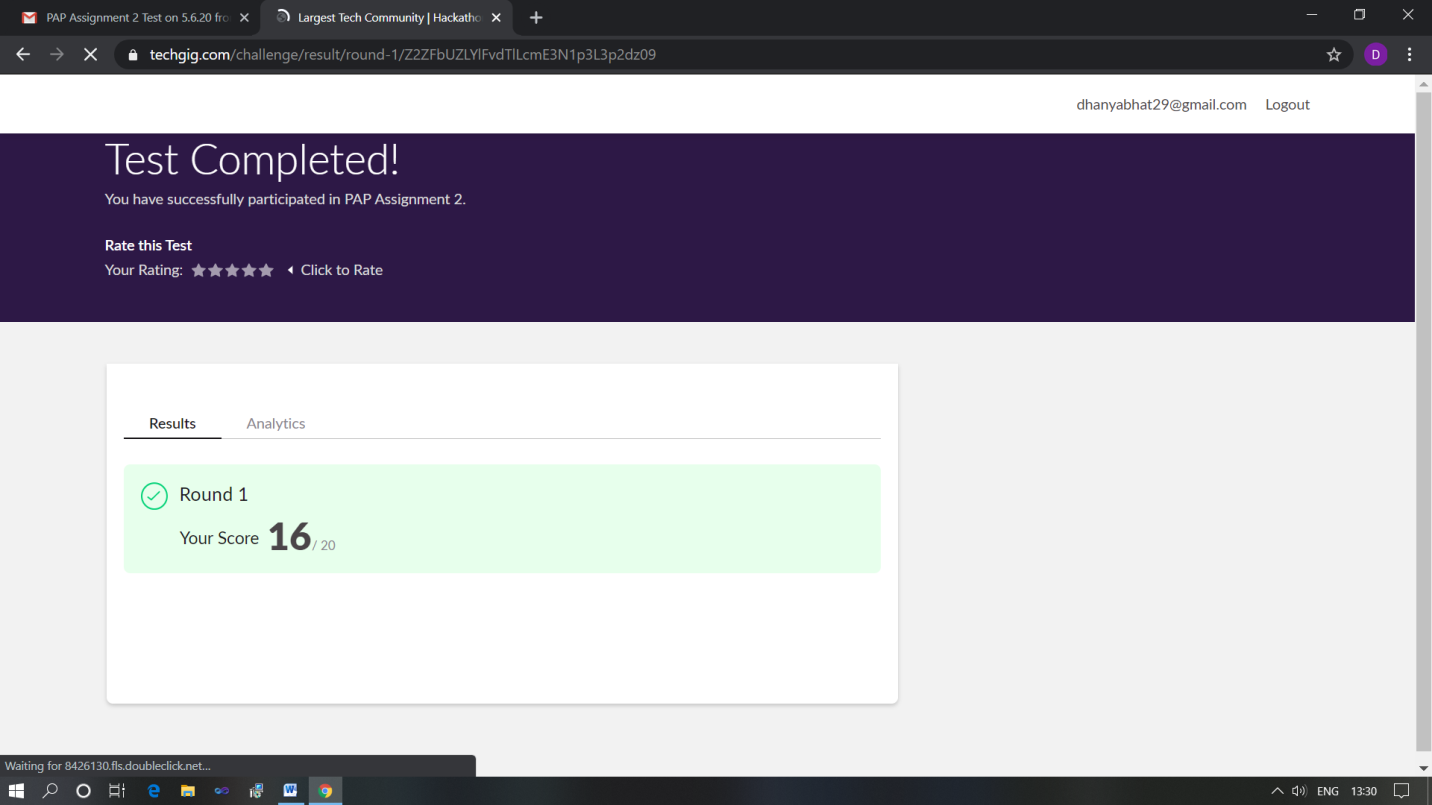 PAP Assignment 2 Test on 5.6.20 fro
Largest Tech Community | Hackatho
techgig.com/challenge/result/round-1/Z2ZFbUZLYlFvdTlLcmE3N1p3L3p2dz09
D
dhanyabhat29@gmail.com Logout
Test Completed!
You have successfully participated in PAP Assignment 2.
Rate this Test
Your Rating: Click to Rate
Results Analytics
Round 1
Your Score 16 / 20
Waiting for 8426130.fls.doubleclick.net...
ENG 13:30